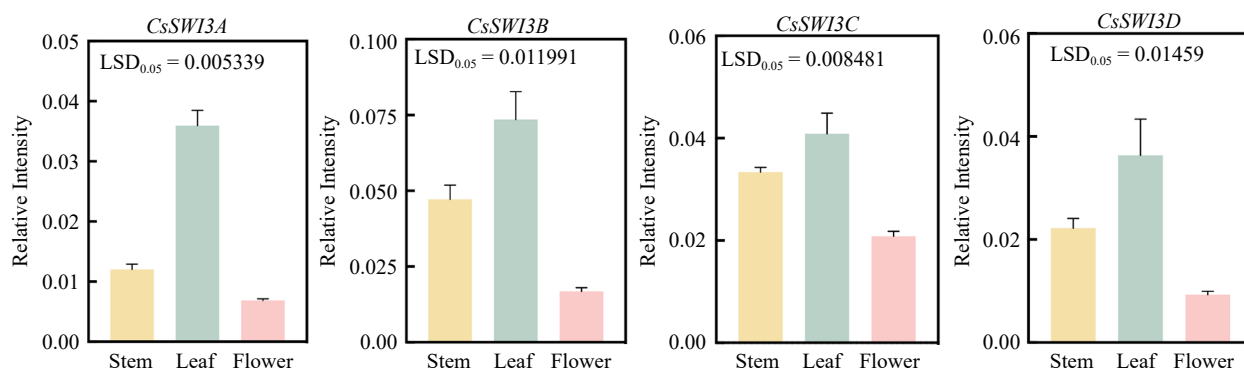 CsSWI3A
LSD0.05 = 0.005339
Relative Intensity
0.05
0.04
0.03
0.02
0.01
0.00
Stem Leaf Flower
CsSWI3B
LSD0.05 = 0.011991
Relative Intensity
0.100
0.075
0.050
0.025
0.000
Stem Leaf Flower
CsSWI3C
LSD0.05 = 0.008481
Relative Intensity
0.06
0.04
0.02
0.00
Stem Leaf Flower
CsSWI3D
LSD0.05 = 0.01459
Relative Intensity
0.06
0.04
0.02
0.00
Stem Leaf Flower